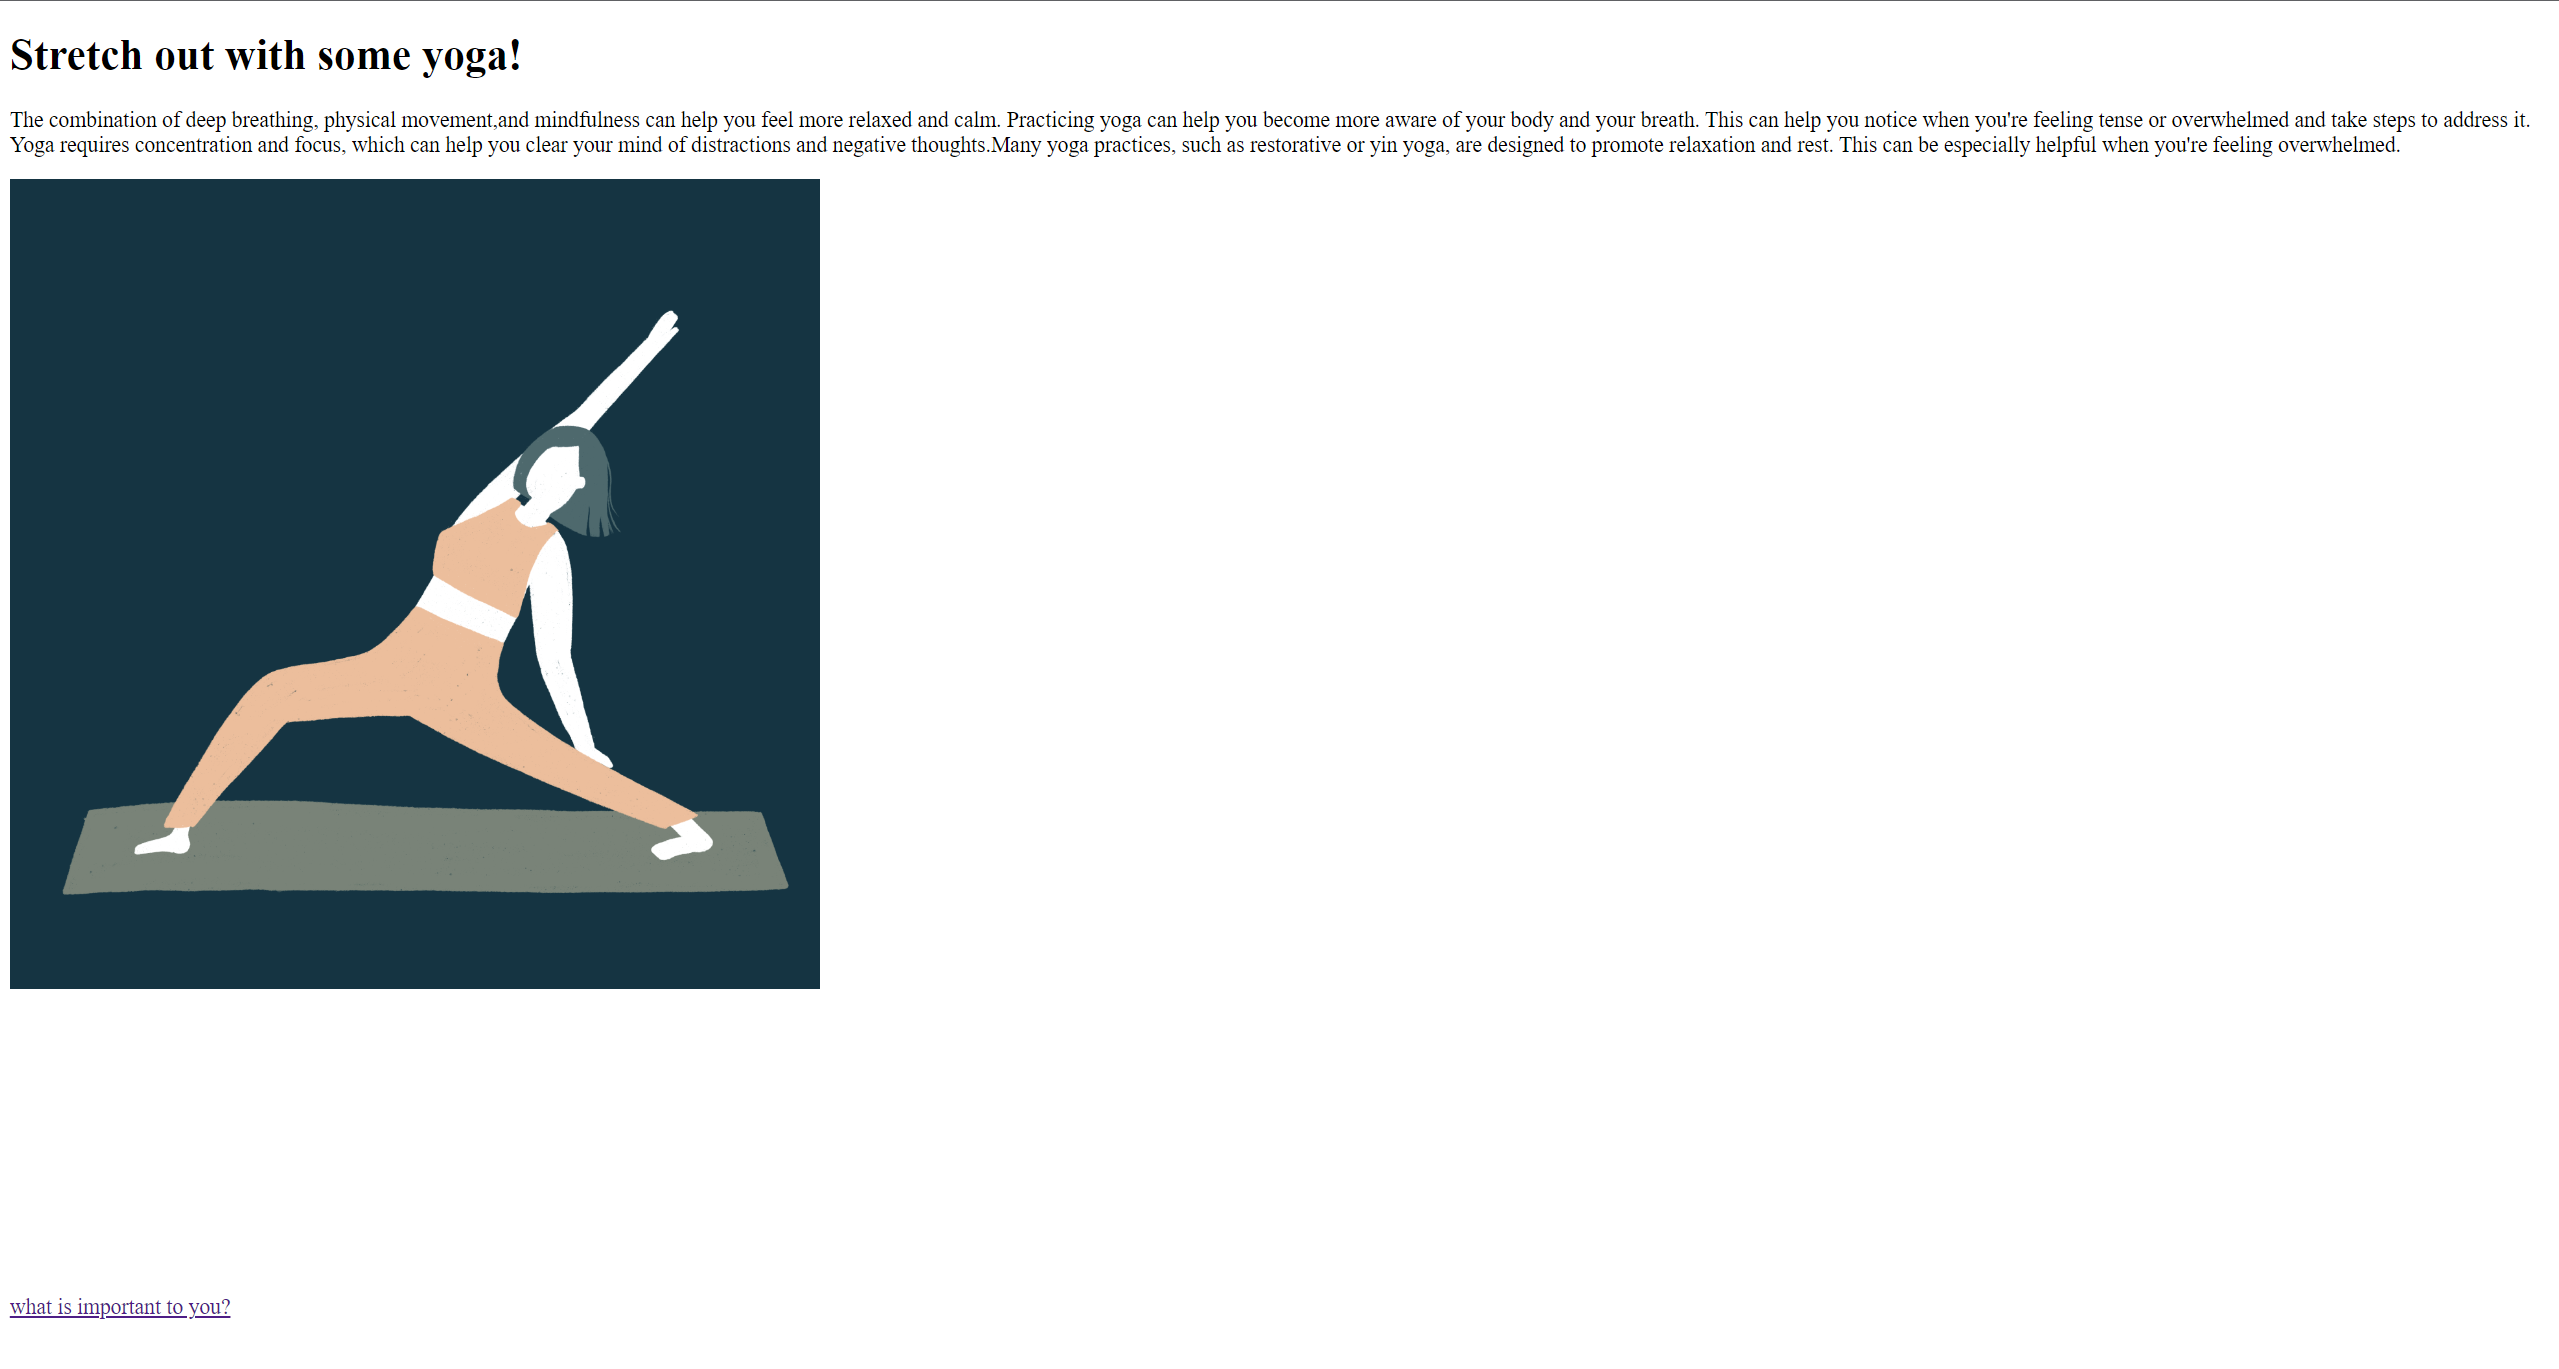 Stretch out with some yoga!
The combination of deep breathing, physical movement,and mindfulness can help you feel more relaxed and calm. Practicing yoga can help you become more aware of your body and your breath. This can help you notice when you're feeling tense or overwhelmed and take steps to address it.
Yoga requires concentration and focus, which can help you clear your mind of distractions and negative thoughts.Many yoga practices, such as restorative or yin yoga, are designed to promote relaxation and rest. This can be especially helpful when you're feeling overwhelmed.
what is important to you?